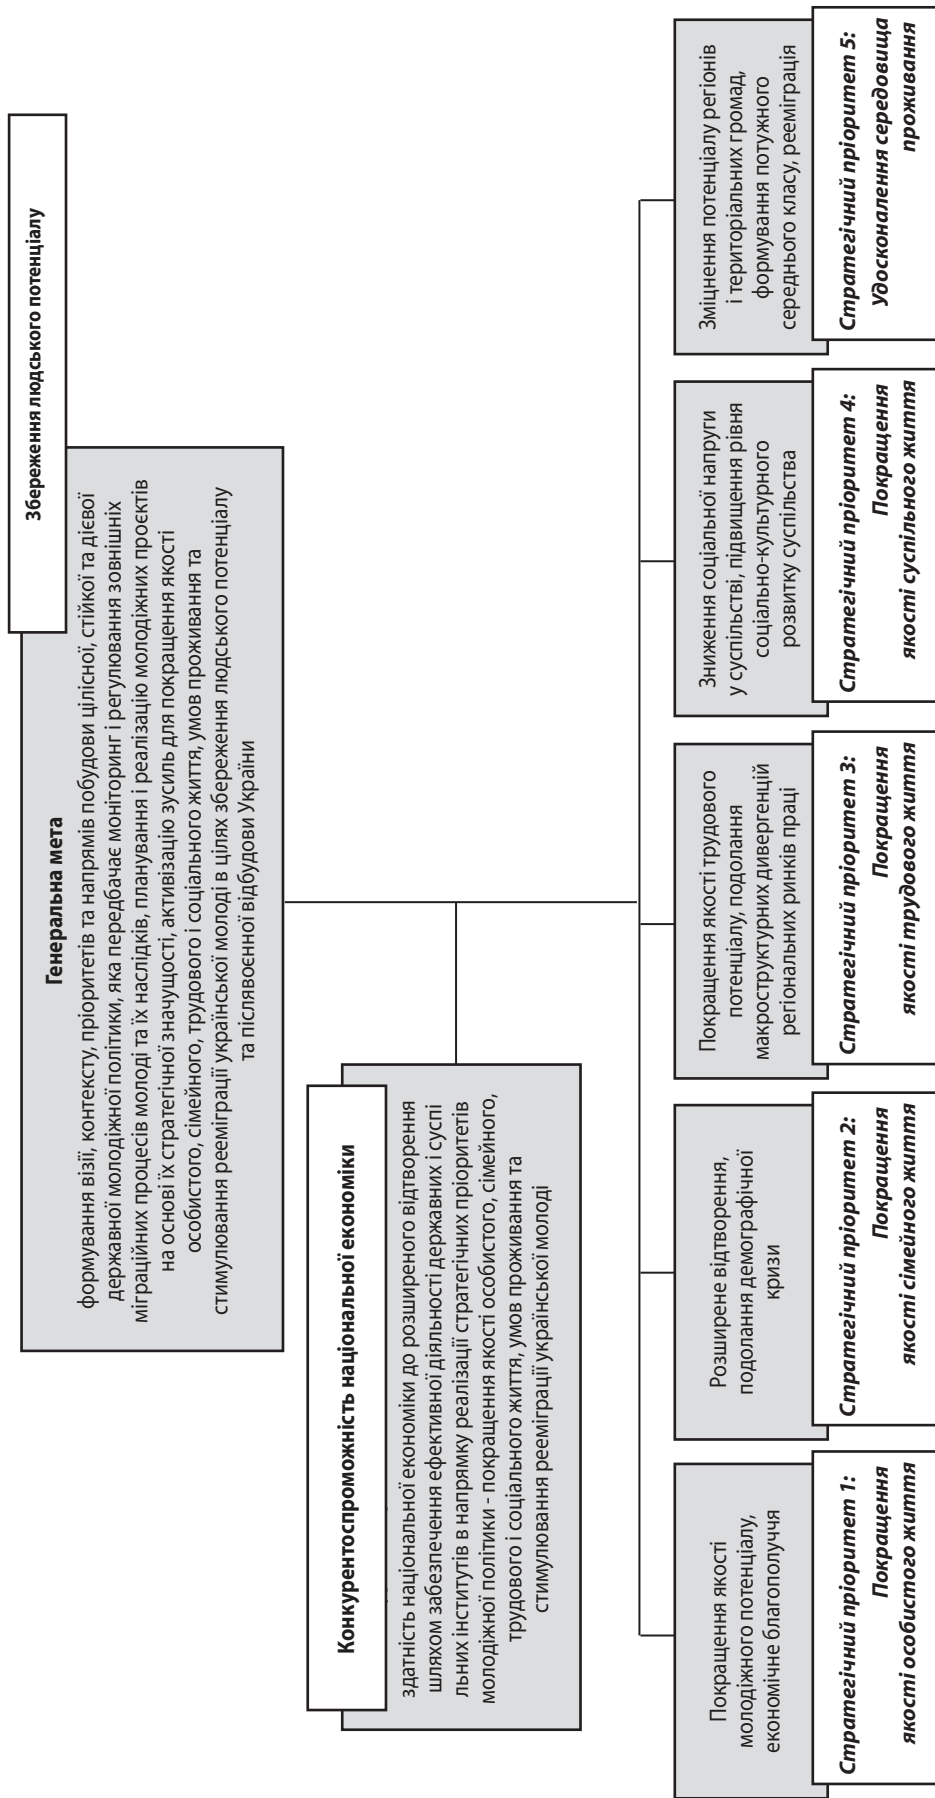 Збереження людського потенціалу
Генеральна мета
формування візії, контексту, пріоритетів та напрямів побудови цілісної, стійкої та дієвої
державної молодіжної політики, яка передбачає моніторинг і регулювання зовнішніх
міграційних процесів молоді та їх наслідків, планування і реалізацію молодіжних проєктів
на основі їх стратегічної значущості, активізацію зусиль для покращення якості
особистого, сімейного, трудового і соціального життя, умов проживання та
стимулювання рееміграції української молоді в цілях збереження людського потенціалу
та післявоєнної відбудови України
Конкурентоспроможність національної економіки
здатність національної економіки до розширеного відтворення
шляхом забезпечення ефективної діяльності державних і суспі
льних інститутів в напрямку реалізації стратегічних пріоритетів
молодіжної політики - покращення якості особистого, сімейного,
трудового і соціального життя, умов проживання та
стимулювання рееміграції української молоді
Покращення якості
молодіжного потенціалу,
економічне благополуччя
Стратегічний пріоритет 1:
Покращення
якості особистого життя
Розширене відтворення,
подолання демографічної
кризи
Стратегічний пріоритет 2:
Покращення
якості сімейного життя
Покращення якості трудового
потенціалу, подолання
макроструктурних дивергенцій
регіональних ринків праці
Стратегічний пріоритет 3:
Покращення
якості трудового життя
Зниження соціальної напруги
у суспільстві, підвищення рівня
соціально-культурного
розвитку суспільства
Стратегічний пріоритет 4:
Покращення
якості суспільного життя
Зміцнення потенціалу регіонів
і територіальних громад,
формування потужного
середнього класу, рееміграція
Стратегічний пріоритет 5:
Удосконалення середовища
проживання